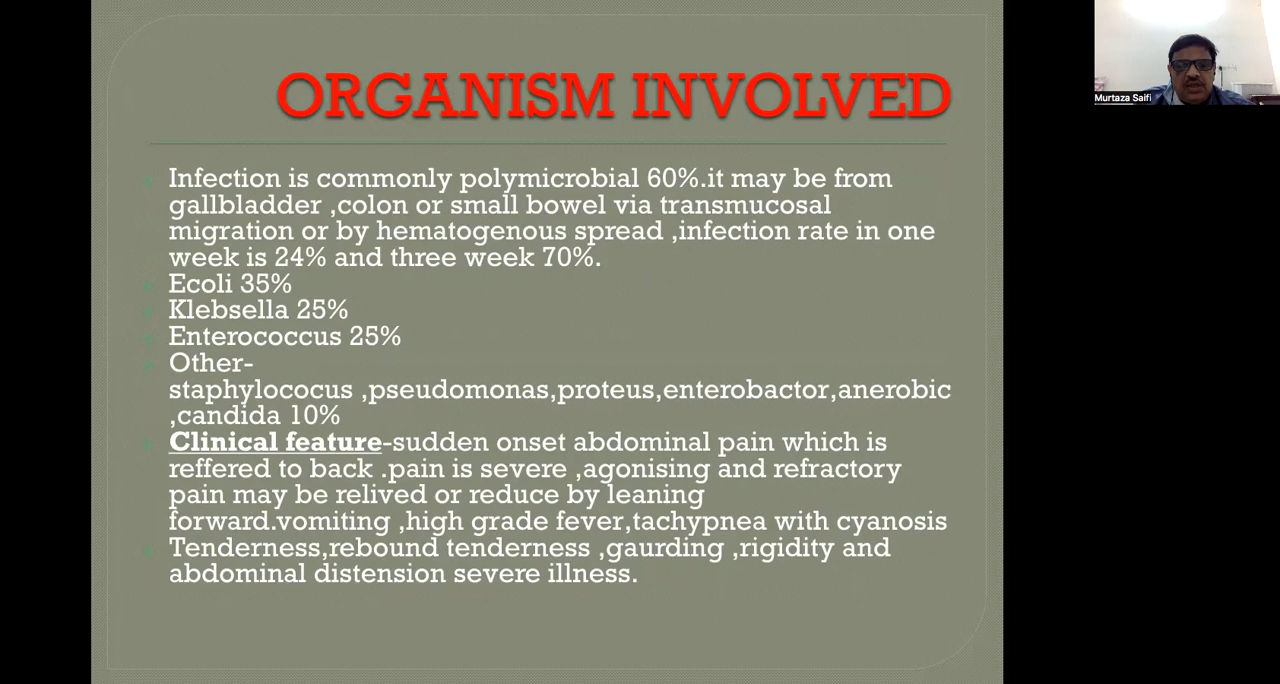 ORGANISM INVOLVED
Infection is commonly polymicrobial 60%.it may be from
gallbladder ,colon or small bowel via transmucosal
migration or by hematogenous spread ,infection rate in one
week is 24% and three week 70%.
Ecoli 35%
Klebsella 25%
Enterococcus 25%
Other-
staphylococus ,pseudomonas,proteus,enterobactor,anerobic
,candida 10%
Clinical feature-sudden onset abdominal pain which is
reffered to back .pain is severe ,agonising and refractory
pain may be relived or reduce by leaning
forward.vomiting ,high grade fever,tachypnea with cyanosis
Tenderness,rebound tenderness ,gaurding ,rigidity and
abdominal distension severe illness.
Murtaza Saifi